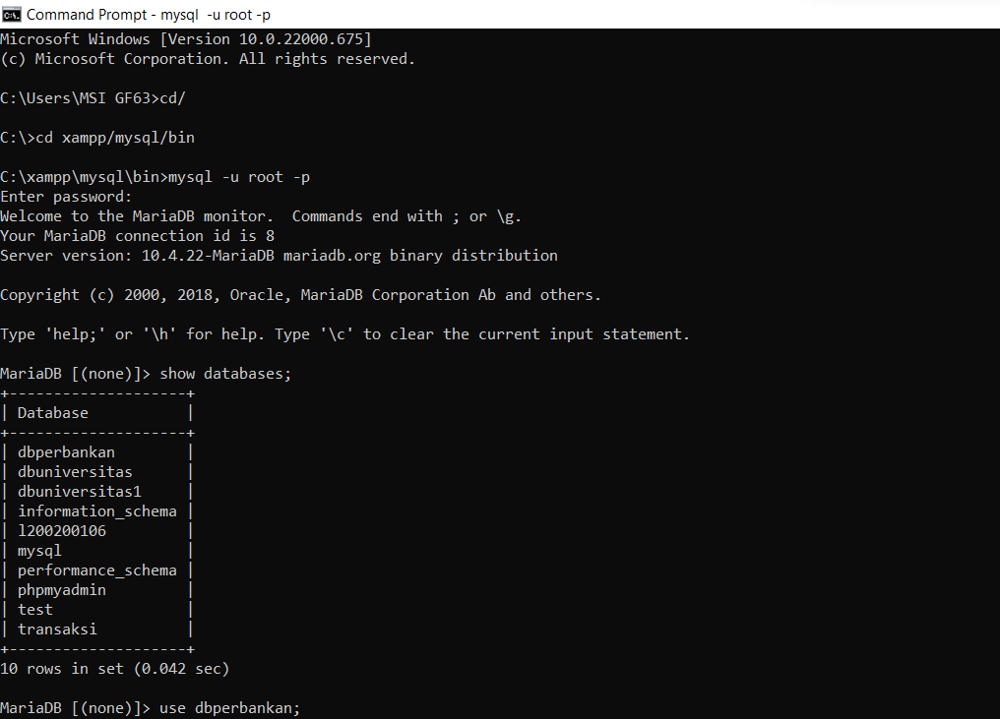 Command Prompt - mysql  -u root -p
Microsoft Windows [Version 10.0.22000.675]
(c) Microsoft Corporation. All rights reserved.
C:\Users\MSI GF63>cd/
C:\>cd xampp/mysql/bin
C:\xampp\mysql\bin>mysql -u root -p
Enter password:
Welcome to the MariaDB monitor.  Commands end with ; or \g.
Your MariaDB connection id is 8
Server version: 10.4.22-MariaDB mariadb.org binary distribution
Copyright (c) 2000, 2018, Oracle, MariaDB Corporation Ab and others.
Type 'help;' or '\h' for help. Type '\c' to clear the current input statement.
MariaDB [(none)]> show databases;
+--------------------+
| Database           |
+--------------------+
| dbperbankan        |
| dbuniversitas      |
| dbuniversitas1     |
| information_schema |
| l200200106         |
| mysql              |
| performance_schema |
| phpmyadmin         |
| test               |
| transaksi          |
+--------------------+
10 rows in set (0.042 sec)
MariaDB [(none)]> use dbperbankan;